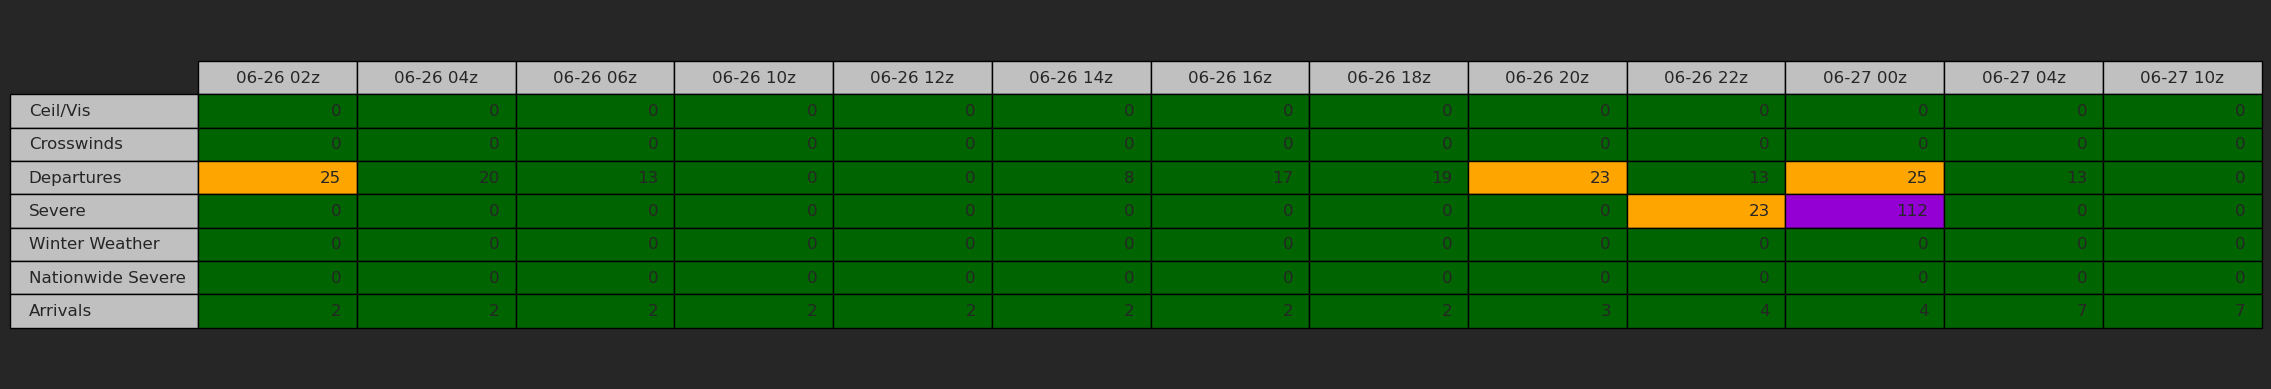 06-26 02z 06-26 04z 06-26 06z 06-26 10z 06-26 12z 06-26 14z 06-26 16z 06-26 18z 06-26 20z 06-26 22z 06-27 00z 06-27 04z 06-27 10z
Ceil/Vis 0 0 0 0 0 0 0 0 0 0 0 0 0
Crosswinds 0 0 0 0 0 0 0 0 0 0 0 0 0
Departures 25 20 13 0 0 8 17 19 23 13 25 13 0
Severe 0 0 0 0 0 0 0 0 0 23 112 0 0
Winter Weather 0 0 0 0 0 0 0 0 0 0 0 0 0
Nationwide Severe 0 0 0 0 0 0 0 0 0 0 0 0 0
Arrivals 2 2 2 2 2 2 2 2 3 4 4 7 7